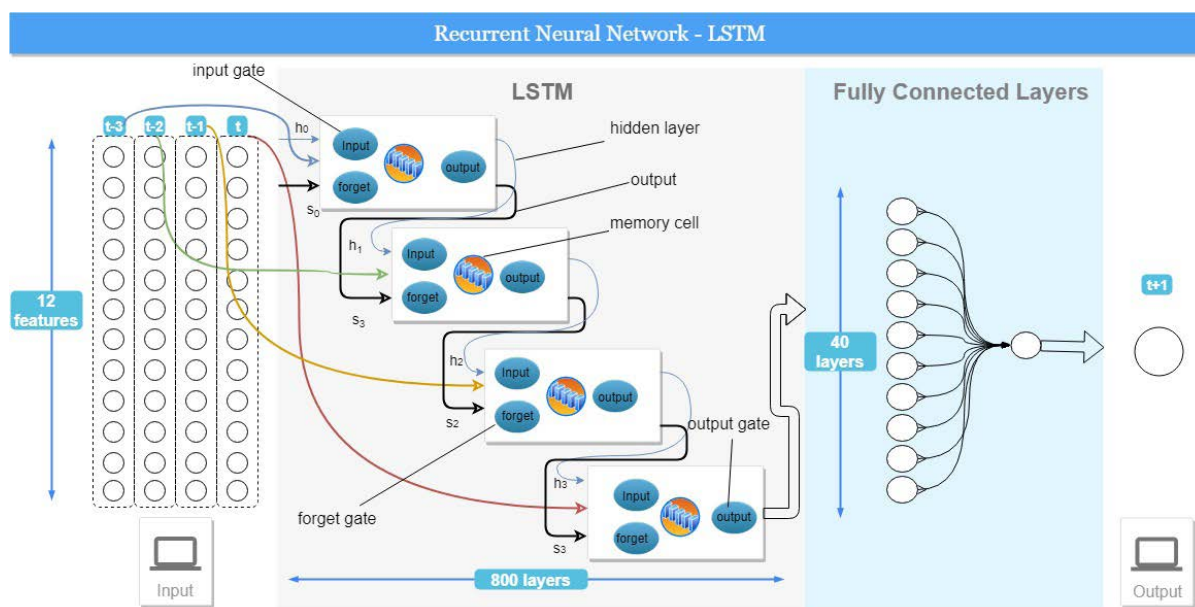 Recurrent Neural Network - LSTM
input gate
LSTM
Fully Connected Layers
t-3
t-2
t-1
t
h0
Input
output
forget
s0
hidden layer
output
h1
Input
output
forget
s3
memory cell
12
features
h2
Input
output
forget
s2
output gate
h3
Input
output
forget
s3
forget gate
40
layers
t+1
800 layers
Input
Output